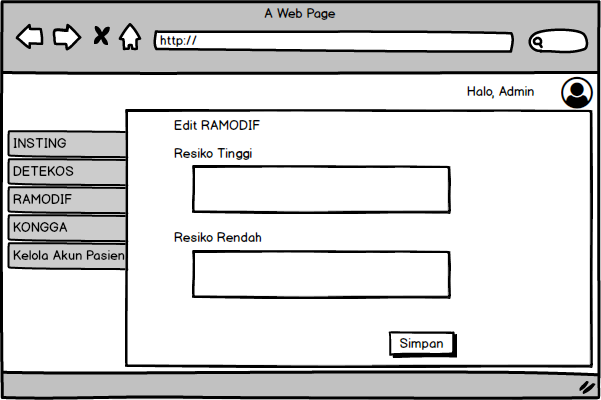 A Web Page
http://
Halo, Admin
INSTING
DETEKOS
RAMODIF
KONGGA
Kelola Akun Pasien
Edit RAMODIF
Resiko Tinggi
Resiko Rendah
Simpan